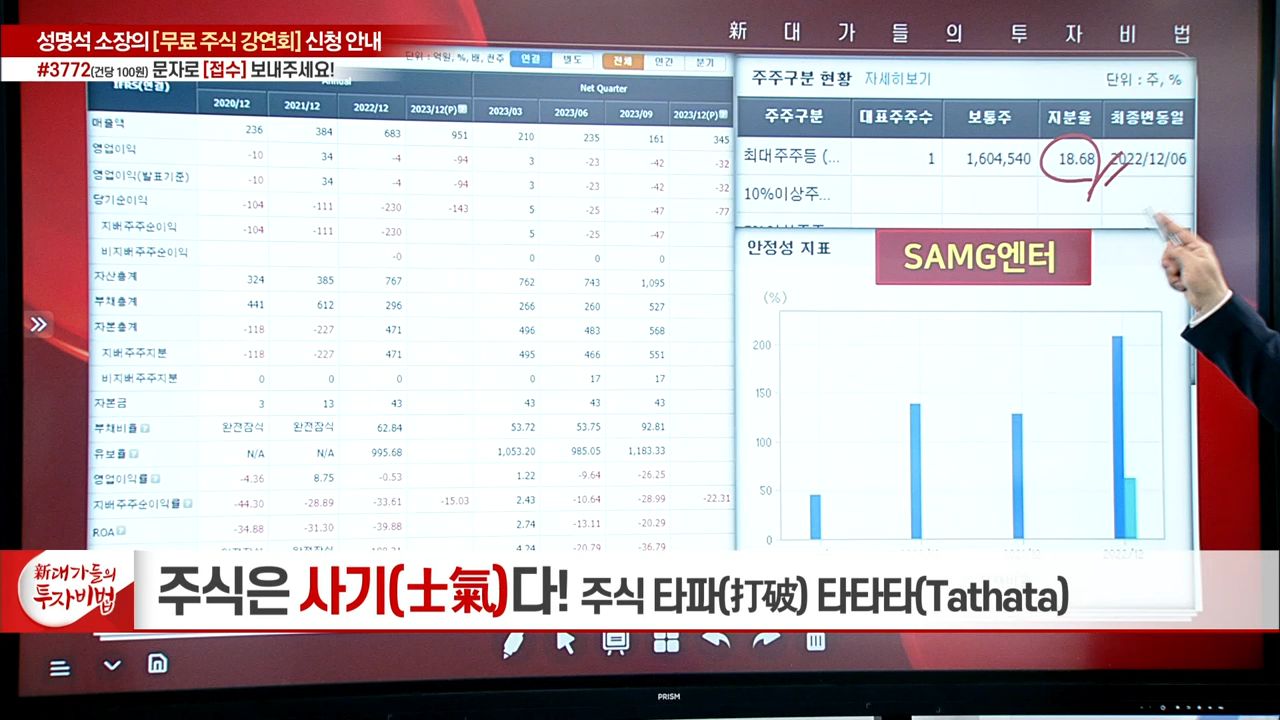 성명석 소장의 [무료 주식 강연회] 신청 안내
#3772(건당 100원) 문자로 [접수] 보내주세요!
新 대 가 들 의 투 자 비 법
단위 : 억원, %, 배, 천주 연결 별도 전체 연간 분기
IFRS(연결) Annual Net Quarter
2020/12 2021/12 2022/12 2023/12(P) 2023/03 2023/06 2023/09 2023/12(P)
매출액 236 384 683 951 210 235 161 345
영업이익 -10 34 -4 -94 3 -23 -42 -32
영업이익(발표기준) -10 34 -4 -94 3 -23 -42 -32
당기순이익 -104 -111 -230 -143 5 -25 -47 -77
지배주주순이익 -104 -111 -230 5 -25 -47
비지배주주순이익 -0 0 0 0
자산총계 324 385 767 762 743 1,095
부채총계 441 612 296 266 260 527
자본총계 -118 -227 471 496 483 568
지배주주지분 -118 -227 471 495 466 551
비지배주주지분 0 0 0 0 17 17
자본금 3 13 43 43 43 43
부채비율 완전잠식 완전잠식 62.84 53.72 53.75 92.81
유보율 N/A N/A 995.68 1,053.20 985.05 1,183.33
영업이익률 -4.36 8.75 -0.53 1.22 -9.64 -26.25
지배주주순이익률 -44.30 -28.89 -33.61 -15.03 2.43 -10.64 -28.99 -22.31
ROA -34.88 -31.30 -39.88 2.74 -13.11 -20.29
4.24 -20.79 -36.79
주주구분 현황 자세히보기 단위 : 주, %
주주구분 대표주주수 보통주 지분율 최종변동일
최대주주등 (... 1 1,604,540 18.68 2022/12/06
10%이상주...
안정성 지표
SAMG엔터
(%)
200
150
100
50
0
2022/12
新대가들의
투자비법
주식은 사기(士氣)다! 주식 타파(打破) 타타타(Tathata)
PRISM